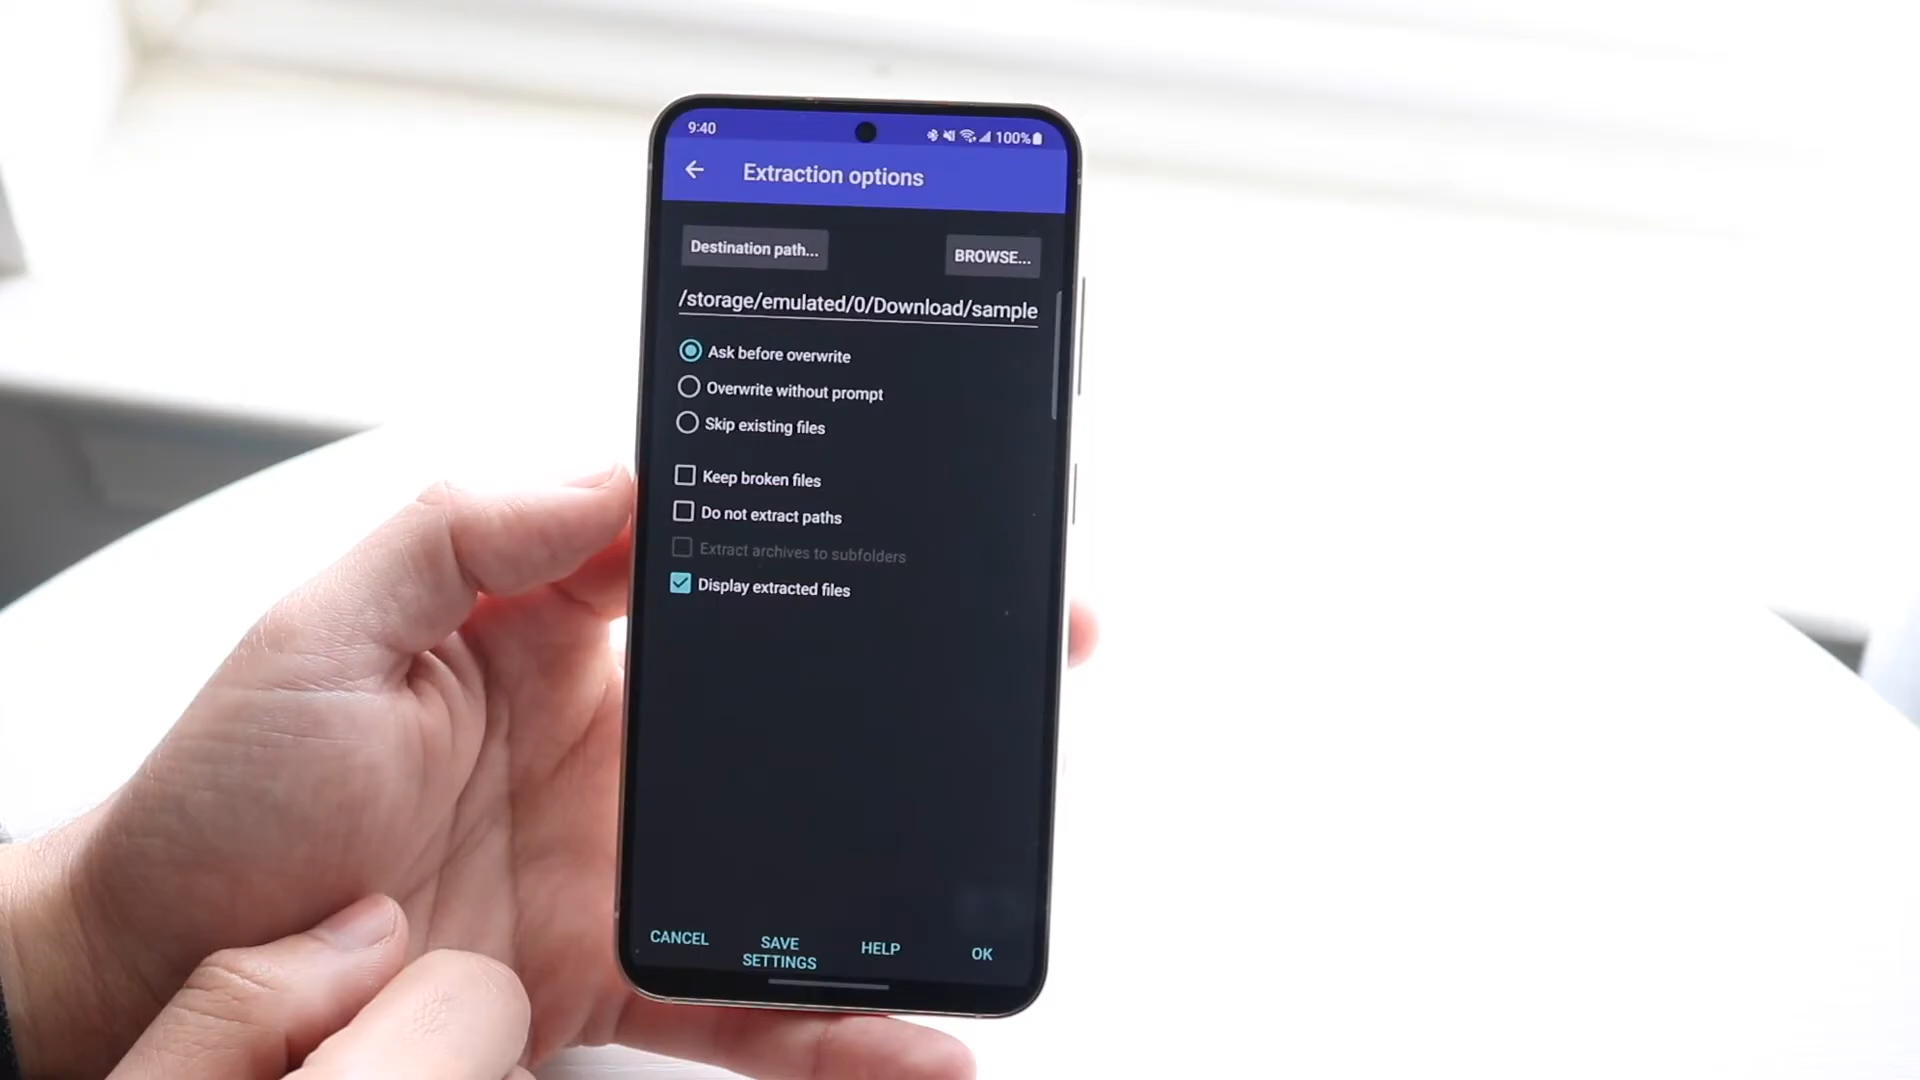 9:40
100%
Extraction options
Destination path...
BROWSE...
/storage/emulated/0/Download/sample
Ask before overwrite
Overwrite without prompt
Skip existing files
Keep broken files
Do not extract paths
Extract archives to subfolders
Display extracted files
CANCEL
SAVE
SETTINGS
HELP
OK